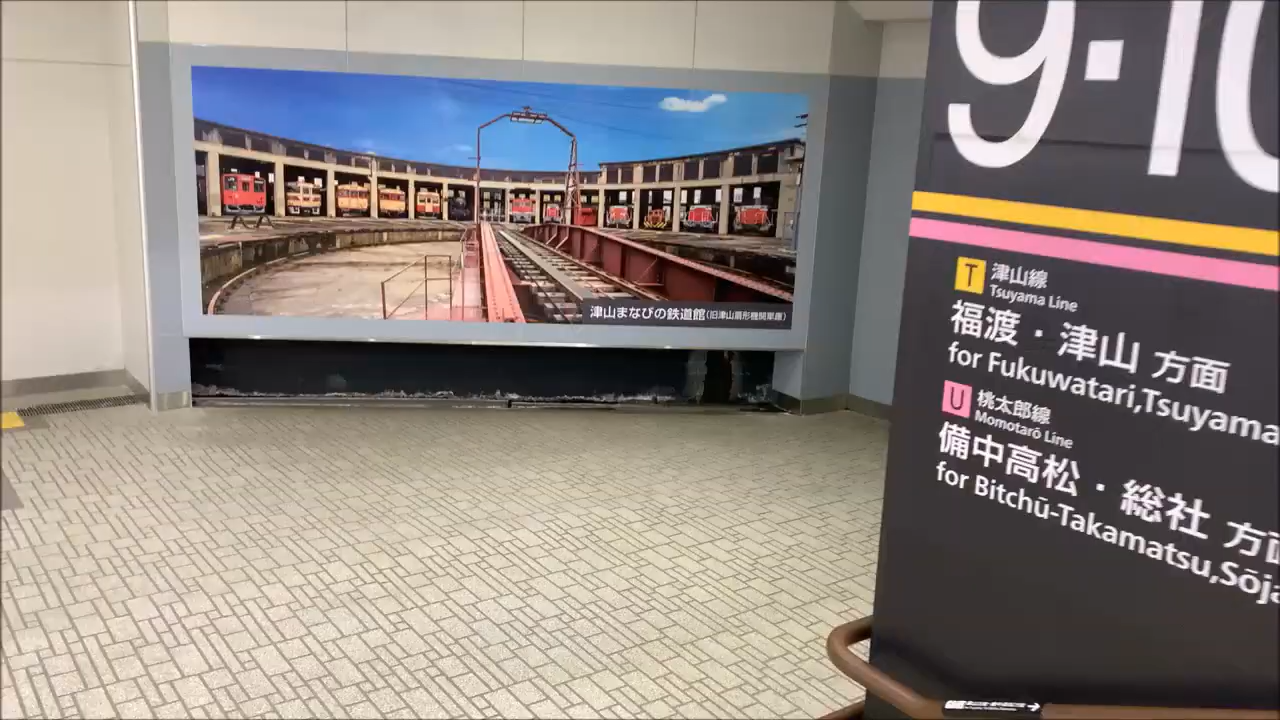 津山まなびの鉄道館(旧津山扇形機関車庫)
9·10
T 津山線
Tsuyama Line
福渡・津山 方面
for Fukuwatari,Tsuyama
U 桃太郎線
Momotarō Line
備中高松・総社 方面
for Bitchū-Takamatsu,Sōja